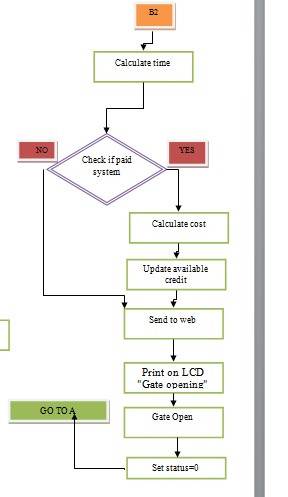 B2
Calculate time
NO
YES
Check if paid
system
Calculate cost
Update available
credit
Send to web
Print on LCD
"Gate opening"
GO TO A
Gate Open
Set status=0